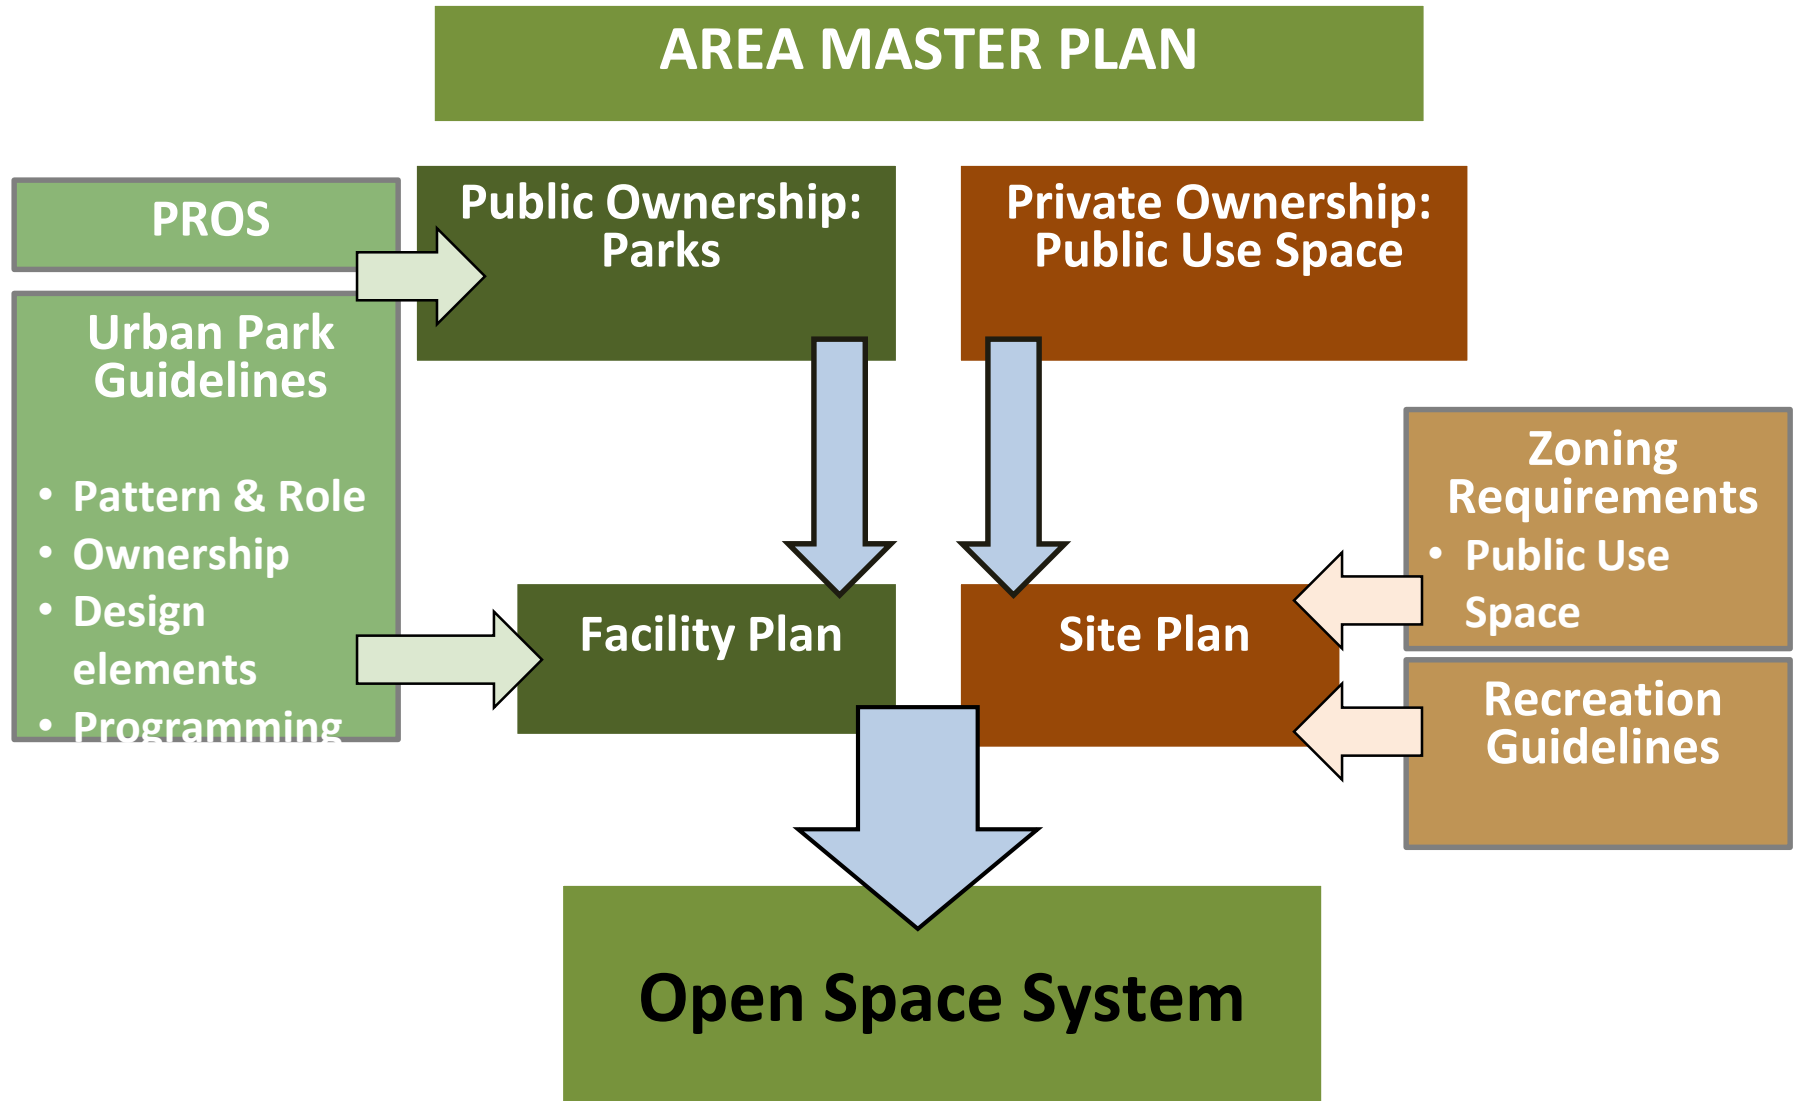 AREA MASTER PLAN
PROS
Public Ownership:
Parks
Private Ownership:
Public Use Space
Urban Park
Guidelines
• Pattern & Role
• Ownership
• Design
elements
• Programming
Zoning
Requirements
• Public Use
Space
Facility Plan
Site Plan
Recreation
Guidelines
Open Space System